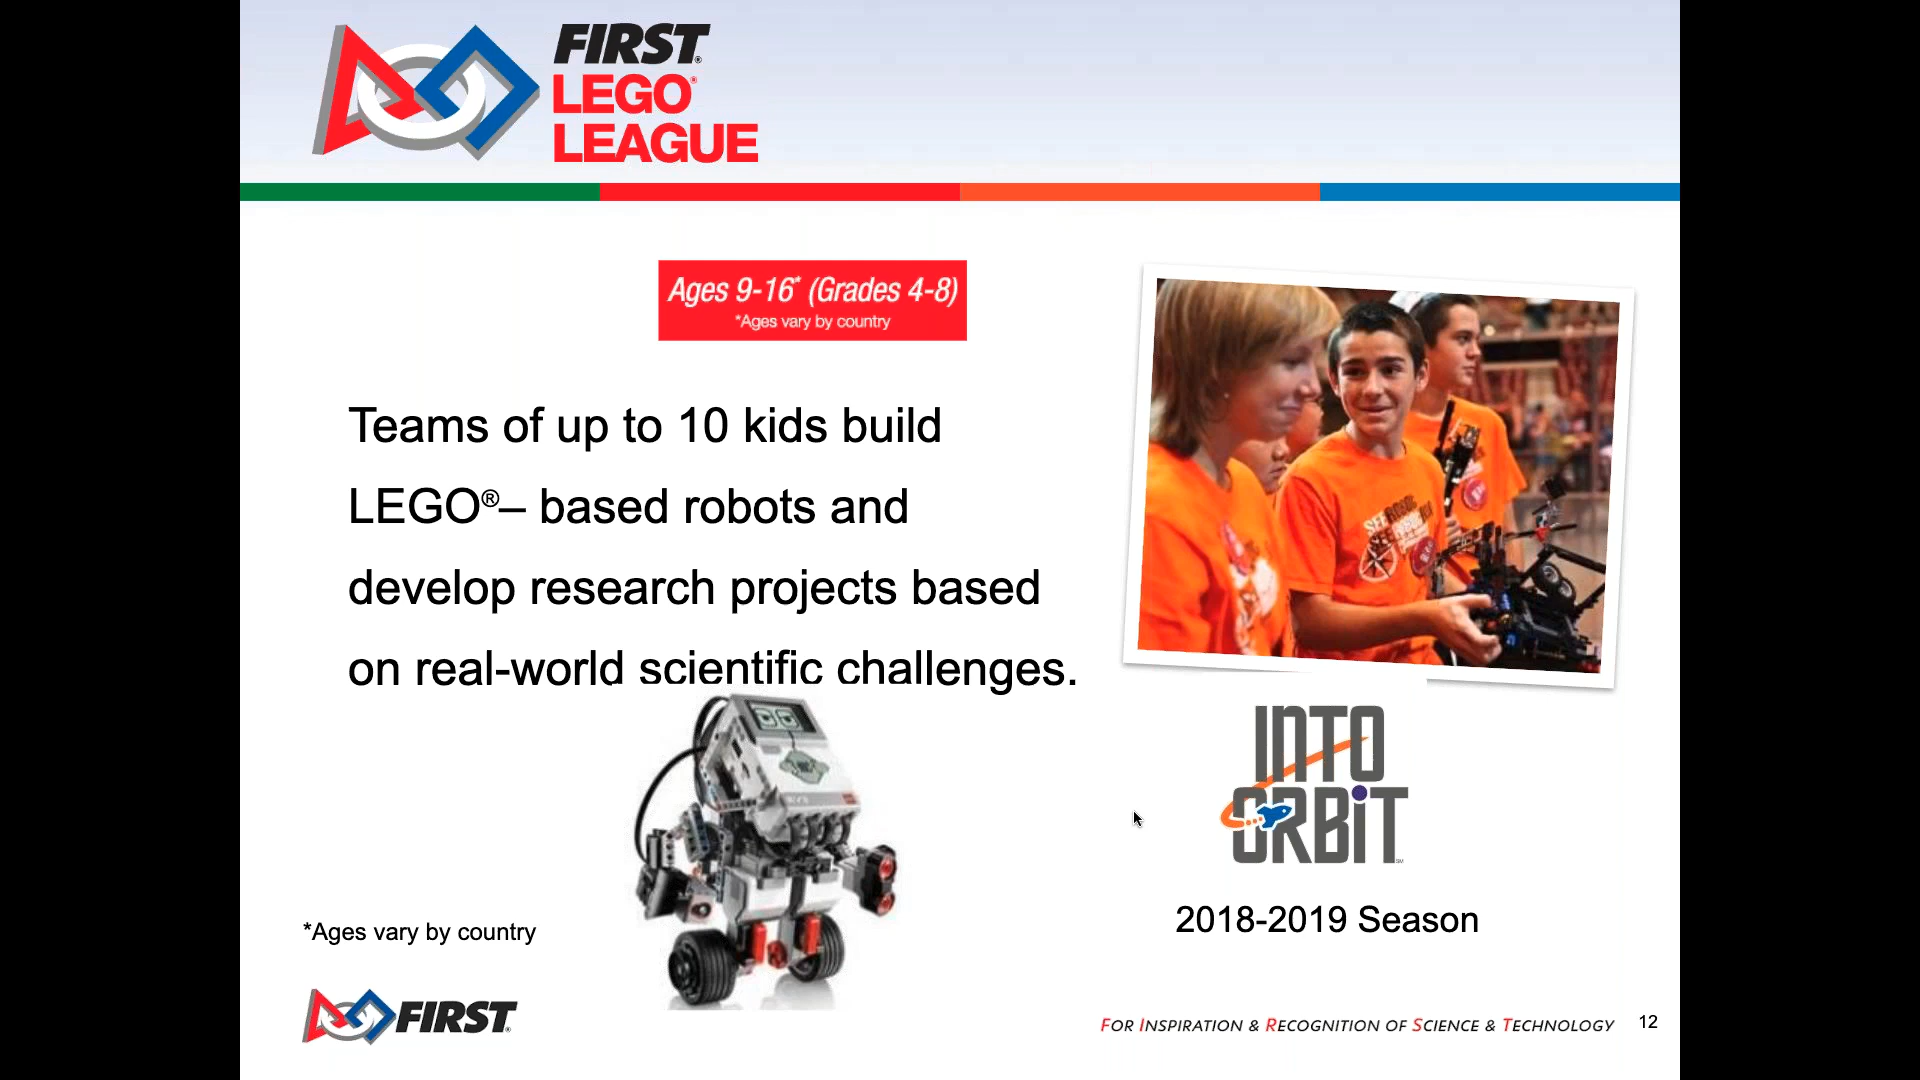 FIRST®
LEGO®
LEAGUE
Ages 9-16* (Grades 4-8)
*Ages vary by country
Teams of up to 10 kids build
LEGO®– based robots and
develop research projects based
on real-world scientific challenges.
INTO
ORBIT
2018-2019 Season
*Ages vary by country
FIRST®
FOR INSPIRATION & RECOGNITION OF SCIENCE & TECHNOLOGY
12